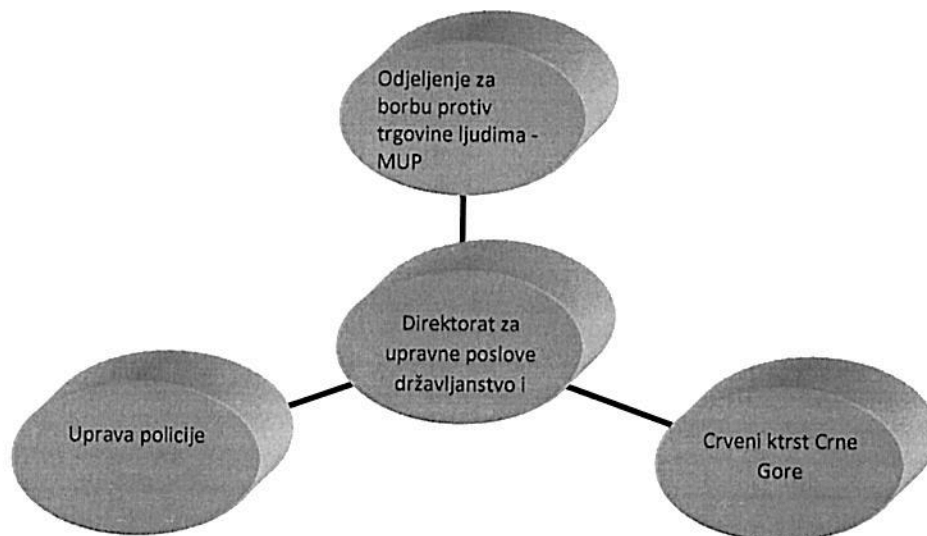 Odjeljenje za
borbu protiv
trgovine ljudima -
MUP
Direktorat za
upravne poslove
državljanstvo i
Uprava policije
Crveni ktrst Crne
Gore